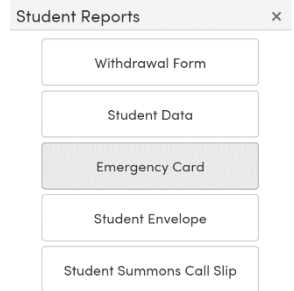 Student Reports ×
Withdrawal Form
Student Data
Emergency Card
Student Envelope
Student Summons Call Slip